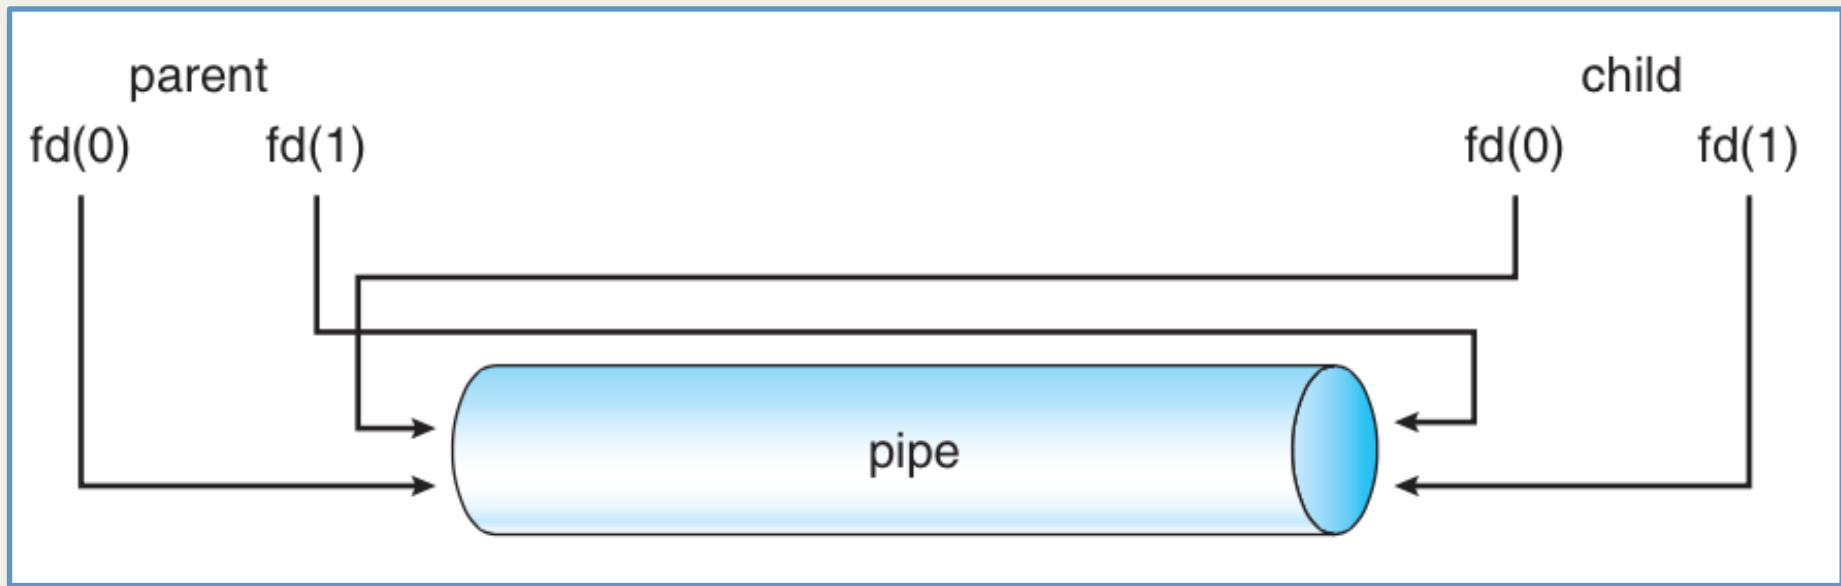 parent child
fd(0) fd(1) fd(0) fd(1)
pipe